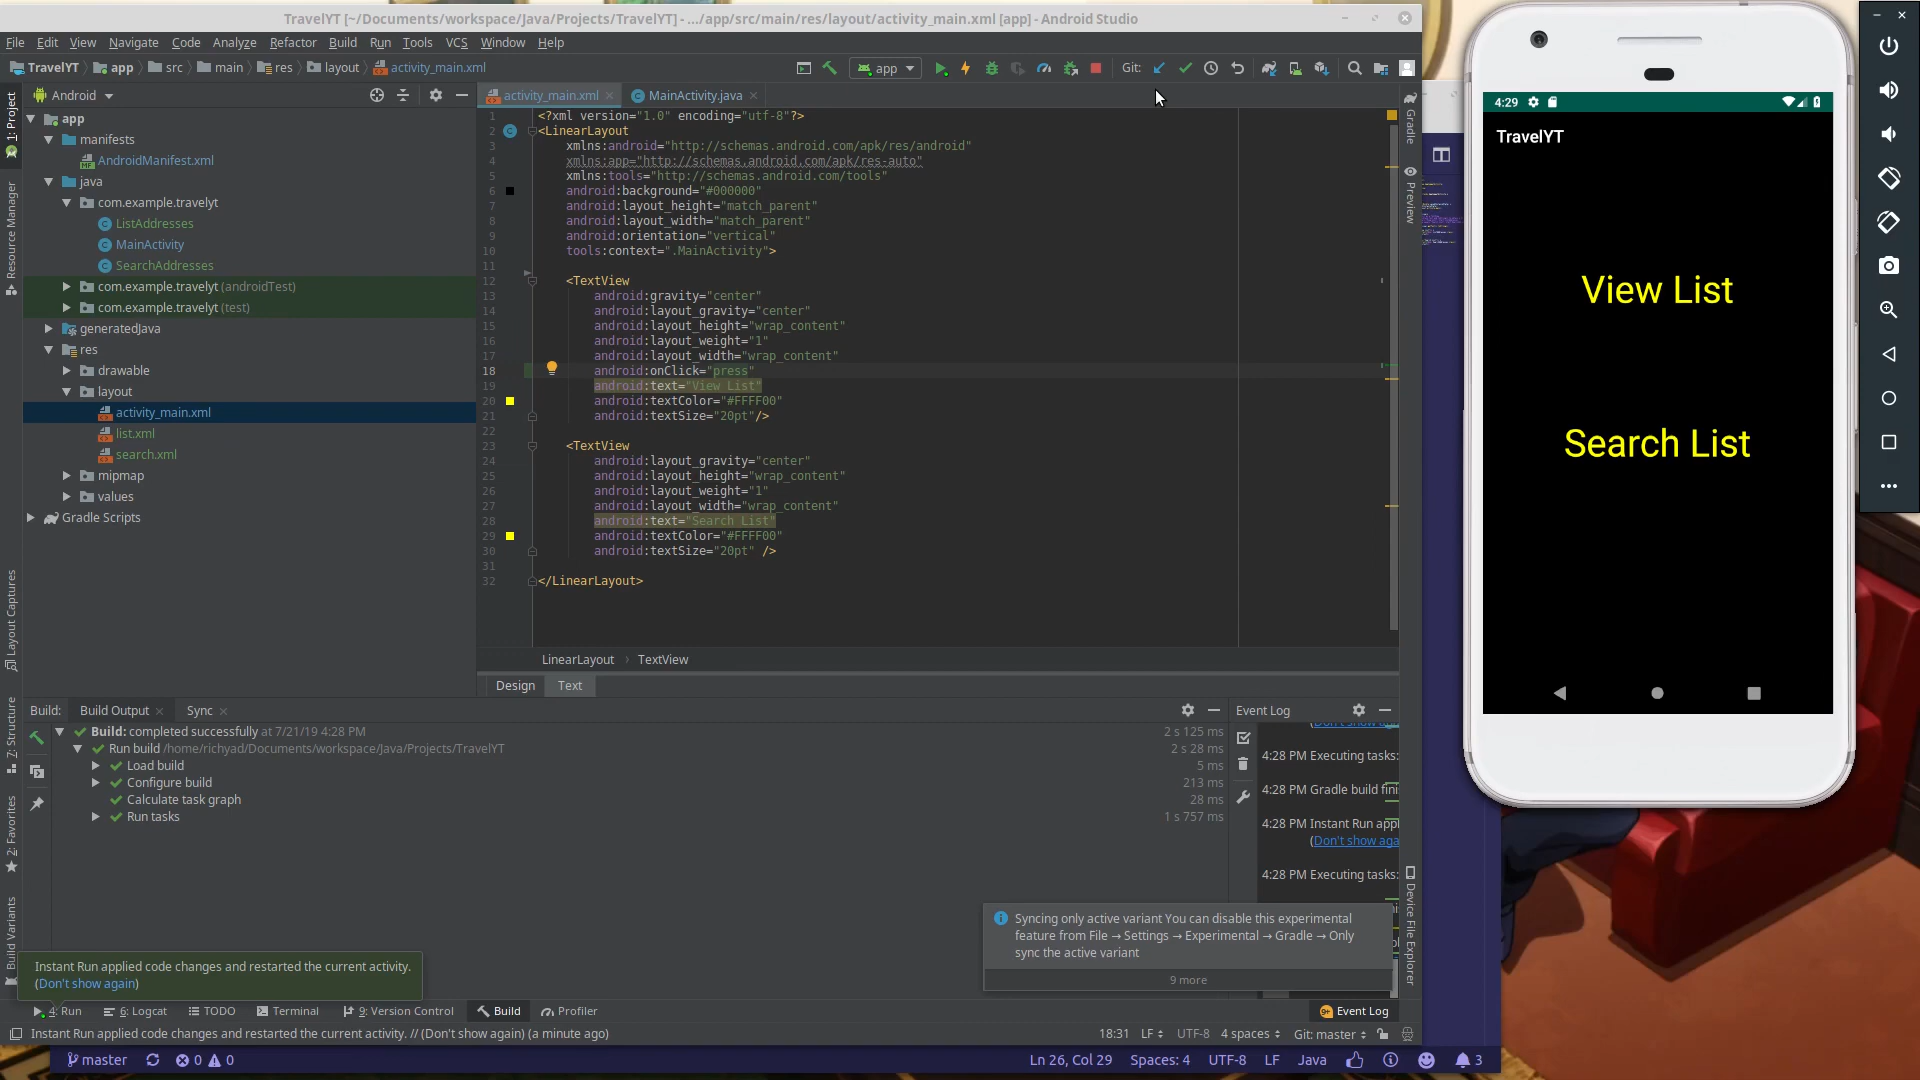 TravelYT [~/Documents/workspace/Java/Projects/TravelYT] - .../app/src/main/res/layout/activity_main.xml [app] - Android Studio
File Edit View Navigate Code Analyze Refactor Build Run Tools VCS Window Help
TravelYT app src main res layout activity_main.xml
app
Git:
1: Project
Resource Manager
Layout Captures
7: Structure
2: Favorites
Build Variants
Android
app
manifests
AndroidManifest.xml
java
com.example.travelyt
ListAddresses
MainActivity
SearchAddresses
com.example.travelyt (androidTest)
com.example.travelyt (test)
generatedJava
res
drawable
layout
activity_main.xml
list.xml
search.xml
mipmap
values
Gradle Scripts
activity_main.xml MainActivity.java
1 <?xml version="1.0" encoding="utf-8"?>
2 <LinearLayout
3 xmlns:android="http://schemas.android.com/apk/res/android"
4 xmlns:app="http://schemas.android.com/apk/res-auto"
5 xmlns:tools="http://schemas.android.com/tools"
6 android:background="#000000"
7 android:layout_height="match_parent"
8 android:layout_width="match_parent"
9 android:orientation="vertical"
10 tools:context=".MainActivity">
11
12 <TextView
13 android:gravity="center"
14 android:layout_gravity="center"
15 android:layout_height="wrap_content"
16 android:layout_weight="1"
17 android:layout_width="wrap_content"
18 android:onClick="press"
19 android:text="View List"
20 android:textColor="#FFFF00"
21 android:textSize="20pt"/>
22
23 <TextView
24 android:layout_gravity="center"
25 android:layout_height="wrap_content"
26 android:layout_weight="1"
27 android:layout_width="wrap_content"
28 android:text="Search List"
29 android:textColor="#FFFF00"
30 android:textSize="20pt" />
31
32 </LinearLayout>
LinearLayout › TextView
Design Text
Gradle
Preview
Device File Explorer
Build: Build Output Sync
Build: completed successfully at 7/21/19 4:28 PM 2 s 125 ms
Run build /home/richyad/Documents/workspace/Java/Projects/TravelYT 2 s 28 ms
Load build 5 ms
Configure build 213 ms
Calculate task graph 28 ms
Run tasks 1 s 757 ms
Event Log
4:28 PM Executing tasks:
4:28 PM Gradle build fini
4:28 PM Instant Run appl
(Don't show aga
4:28 PM Executing tasks:
Syncing only active variant You can disable this experimental
feature from File → Settings → Experimental → Gradle → Only
sync the active variant
9 more
Instant Run applied code changes and restarted the current activity.
(Don't show again)
4: Run 6: Logcat TODO Terminal 9: Version Control Build Profiler Event Log
Instant Run applied code changes and restarted the current activity. // (Don't show again) (a minute ago) 18:31 LF UTF-8 4 spaces Git: master
master 0 0 Ln 26, Col 29 Spaces: 4 UTF-8 LF Java 3
4:29
TravelYT
View List
Search List